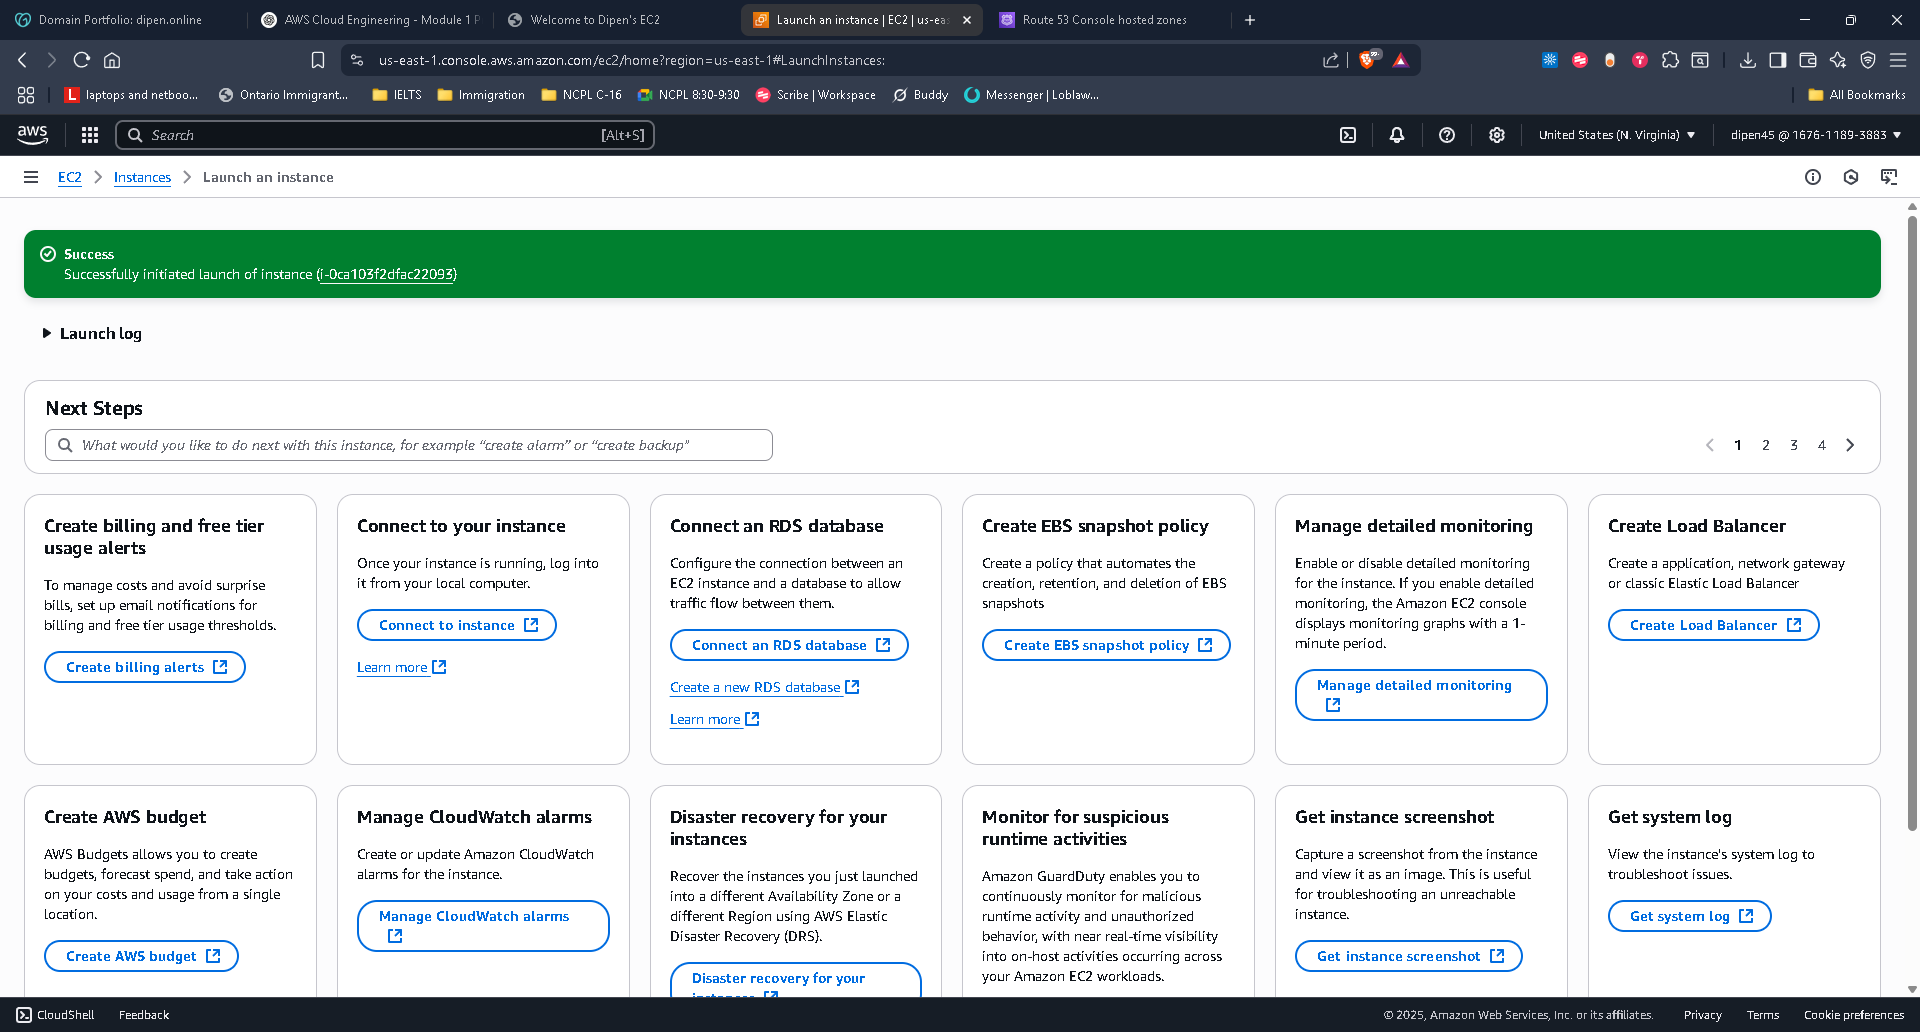 Domain Portfolio: dipen.online
AWS Cloud Engineering - Module 1 P
Welcome to Dipen's EC2
Launch an instance | EC2 | us-eas
Route 53 Console hosted zones
us-east-1.console.aws.amazon.com/ec2/home?region=us-east-1#LaunchInstances:
laptops and netboo...
Ontario Immigrant...
IELTS
Immigration
NCPL C-16
NCPL 8:30-9:30
Scribe | Workspace
Buddy
Messenger | Loblaw...
All Bookmarks
aws
Search
[Alt+S]
United States (N. Virginia)
dipen45 @ 1676-1189-3883
EC2
Instances
Launch an instance
Success
Successfully initiated launch of instance (i-0ca103f2dfac22093)
Launch log
Next Steps
What would you like to do next with this instance, for example "create alarm" or "create backup"
1 2 3 4
Create billing and free tier
usage alerts
To manage costs and avoid surprise
bills, set up email notifications for
billing and free tier usage thresholds.
Create billing alerts
Connect to your instance
Once your instance is running, log into
it from your local computer.
Connect to instance
Learn more
Connect an RDS database
Configure the connection between an
EC2 instance and a database to allow
traffic flow between them.
Connect an RDS database
Create a new RDS database
Learn more
Create EBS snapshot policy
Create a policy that automates the
creation, retention, and deletion of EBS
snapshots
Create EBS snapshot policy
Manage detailed monitoring
Enable or disable detailed monitoring
for the instance. If you enable detailed
monitoring, the Amazon EC2 console
displays monitoring graphs with a 1-
minute period.
Manage detailed monitoring
Create Load Balancer
Create a application, network gateway
or classic Elastic Load Balancer
Create Load Balancer
Create AWS budget
AWS Budgets allows you to create
budgets, forecast spend, and take action
on your costs and usage from a single
location.
Create AWS budget
Manage CloudWatch alarms
Create or update Amazon CloudWatch
alarms for the instance.
Manage CloudWatch alarms
Disaster recovery for your
instances
Recover the instances you just launched
into a different Availability Zone or a
different Region using AWS Elastic
Disaster Recovery (DRS).
Disaster recovery for your
instances
Monitor for suspicious
runtime activities
Amazon GuardDuty enables you to
continuously monitor for malicious
runtime activity and unauthorized
behavior, with near real-time visibility
into on-host activities occurring across
your Amazon EC2 workloads.
Get instance screenshot
Capture a screenshot from the instance
and view it as an image. This is useful
for troubleshooting an unreachable
instance.
Get instance screenshot
Get system log
View the instance's system log to
troubleshoot issues.
Get system log
CloudShell
Feedback
© 2025, Amazon Web Services, Inc. or its affiliates.
Privacy
Terms
Cookie preferences